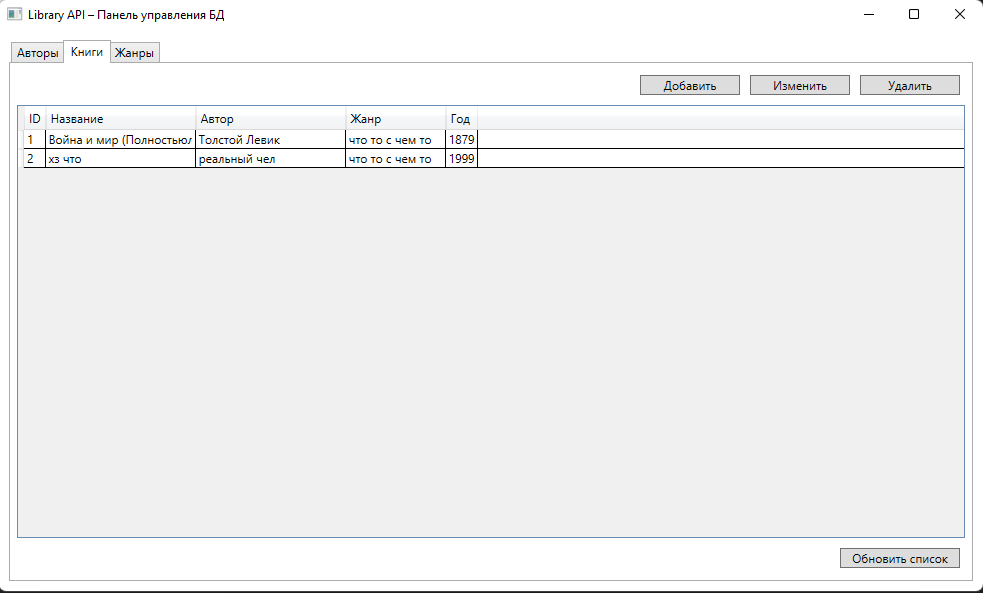 Library API – Панель управления БД
Авторы Книги Жанры
Добавить Изменить Удалить
ID Название Автор Жанр Год
1 Война и мир (Полностью Толстой Левик что то с чем то 1879
2 хз что реальный чел что то с чем то 1999
Обновить список